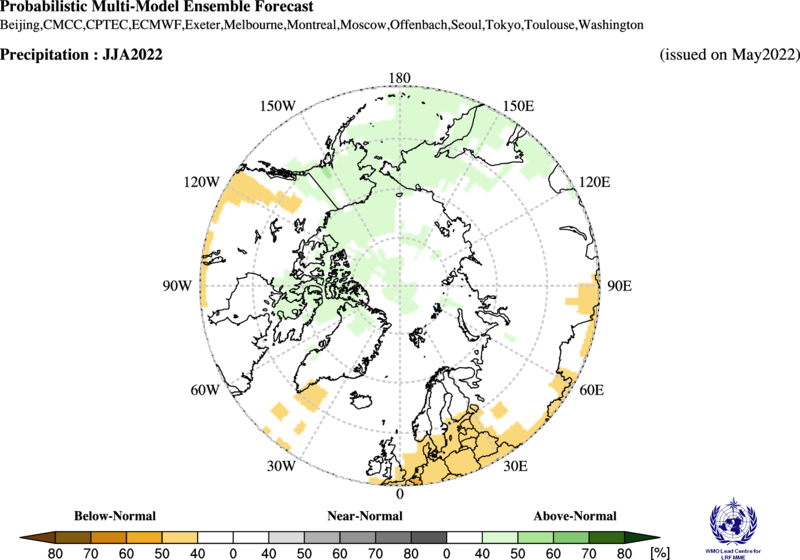 Probabilistic Multi-Model Ensemble Forecast
Beijing,CMCC,CPTEC,ECMWF,Exeter,Melbourne,Montreal,Moscow,Offenbach,Seoul,Tokyo,Toulouse,Washington
Precipitation : JJA2022 (issued on May2022)
180
150W 150E
120W 120E
90W 90E
60W 60E
30W 30E
0
Below-Normal Near-Normal Above-Normal
80 70 60 50 40 0 40 50 60 70 80 0 40 50 60 70 80 [%]
WMO Lead Centre for
LRF MME